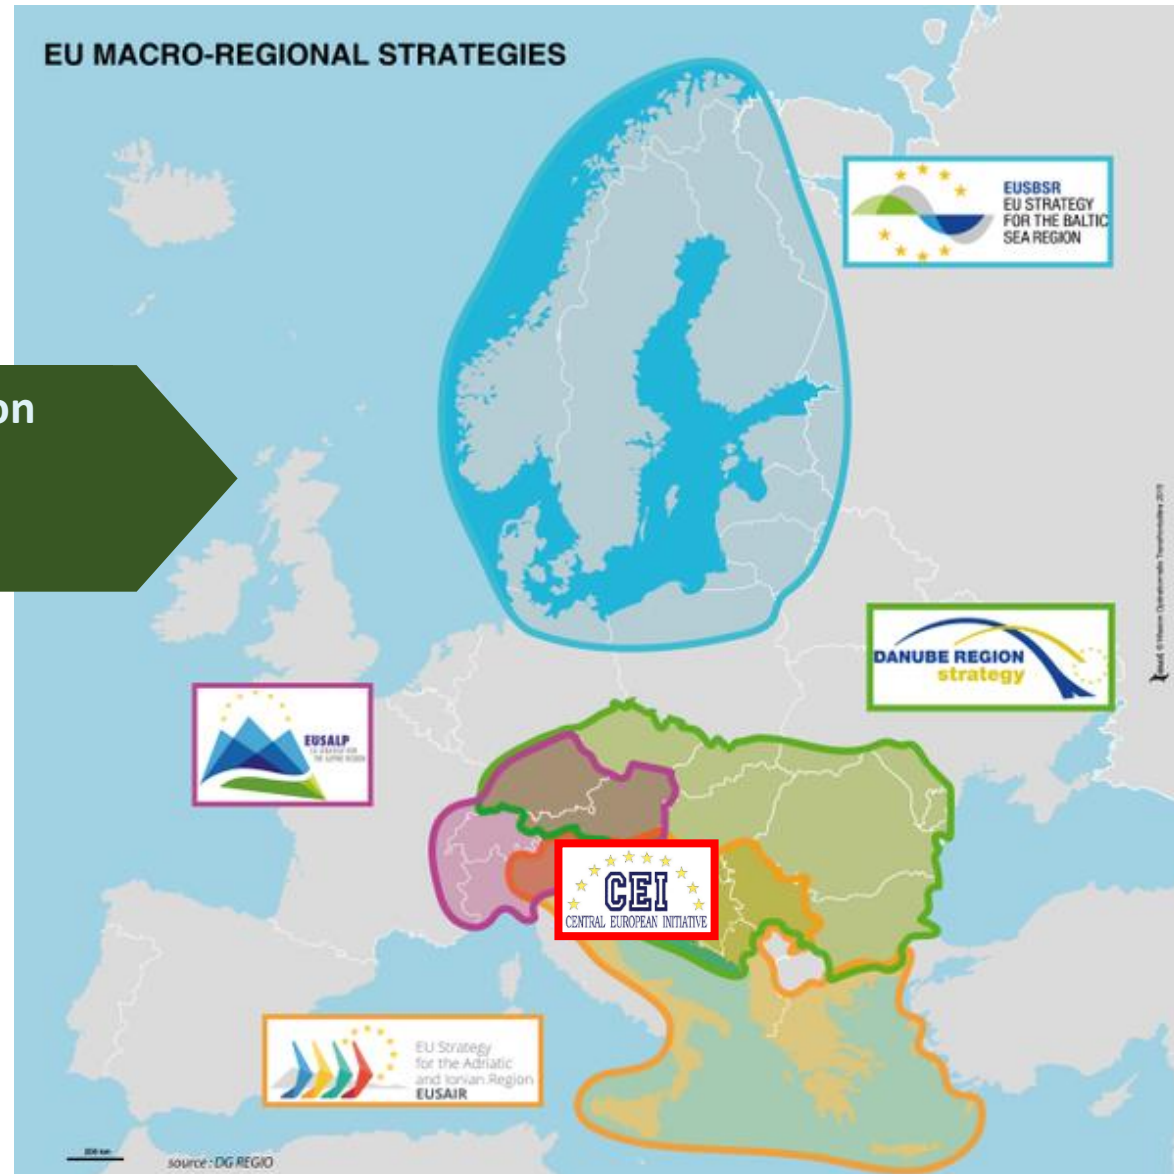 EU MACRO-REGIONAL STRATEGIES
EUSBSR
EU STRATEGY
FOR THE BALTIC
SEA REGION
on
DANUBE REGION
strategy
EUSALP
CEI
CENTRAL EUROPEAN INITIATIVE
EU Strategy
for the Adriatic
and Ionian Region
EUSAIR
source : DG REGIO